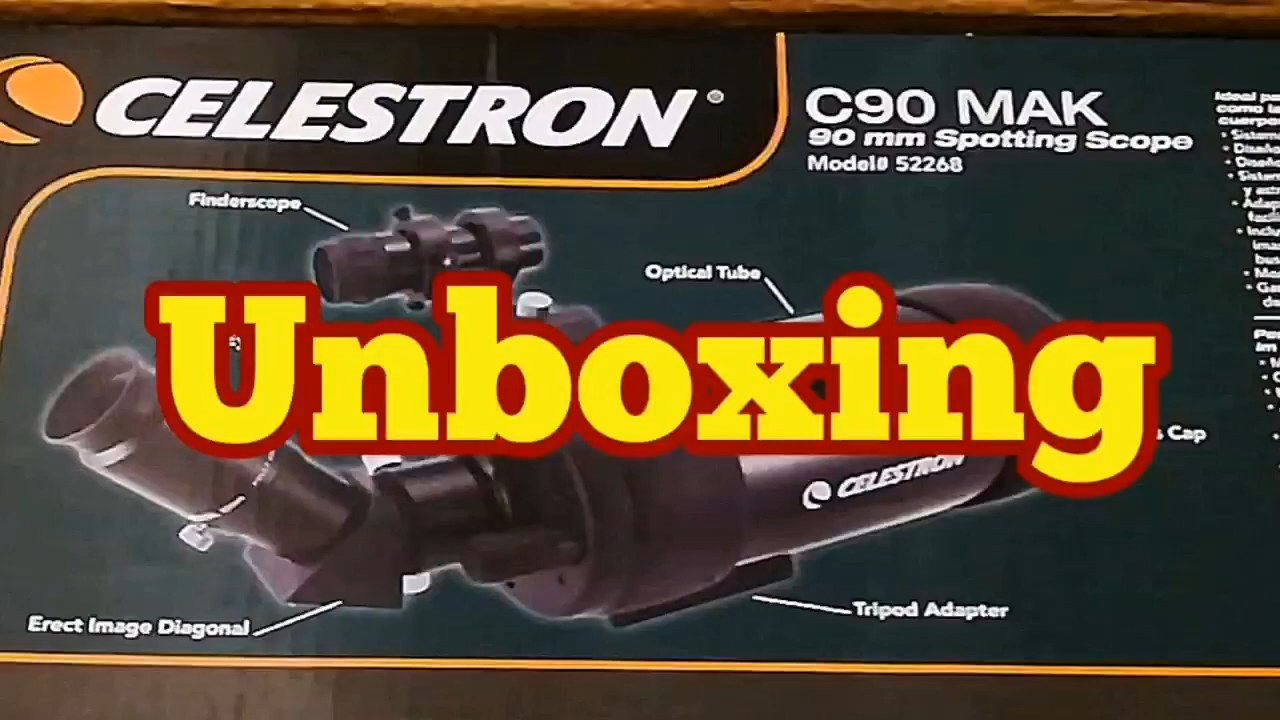 CELESTRON®
C90 MAK
90 mm Spotting Scope
Model# 52268
Finderscope
Optical Tube
Unboxing
Cap
CELESTRON
Tripod Adapter
Erect Image Diagonal